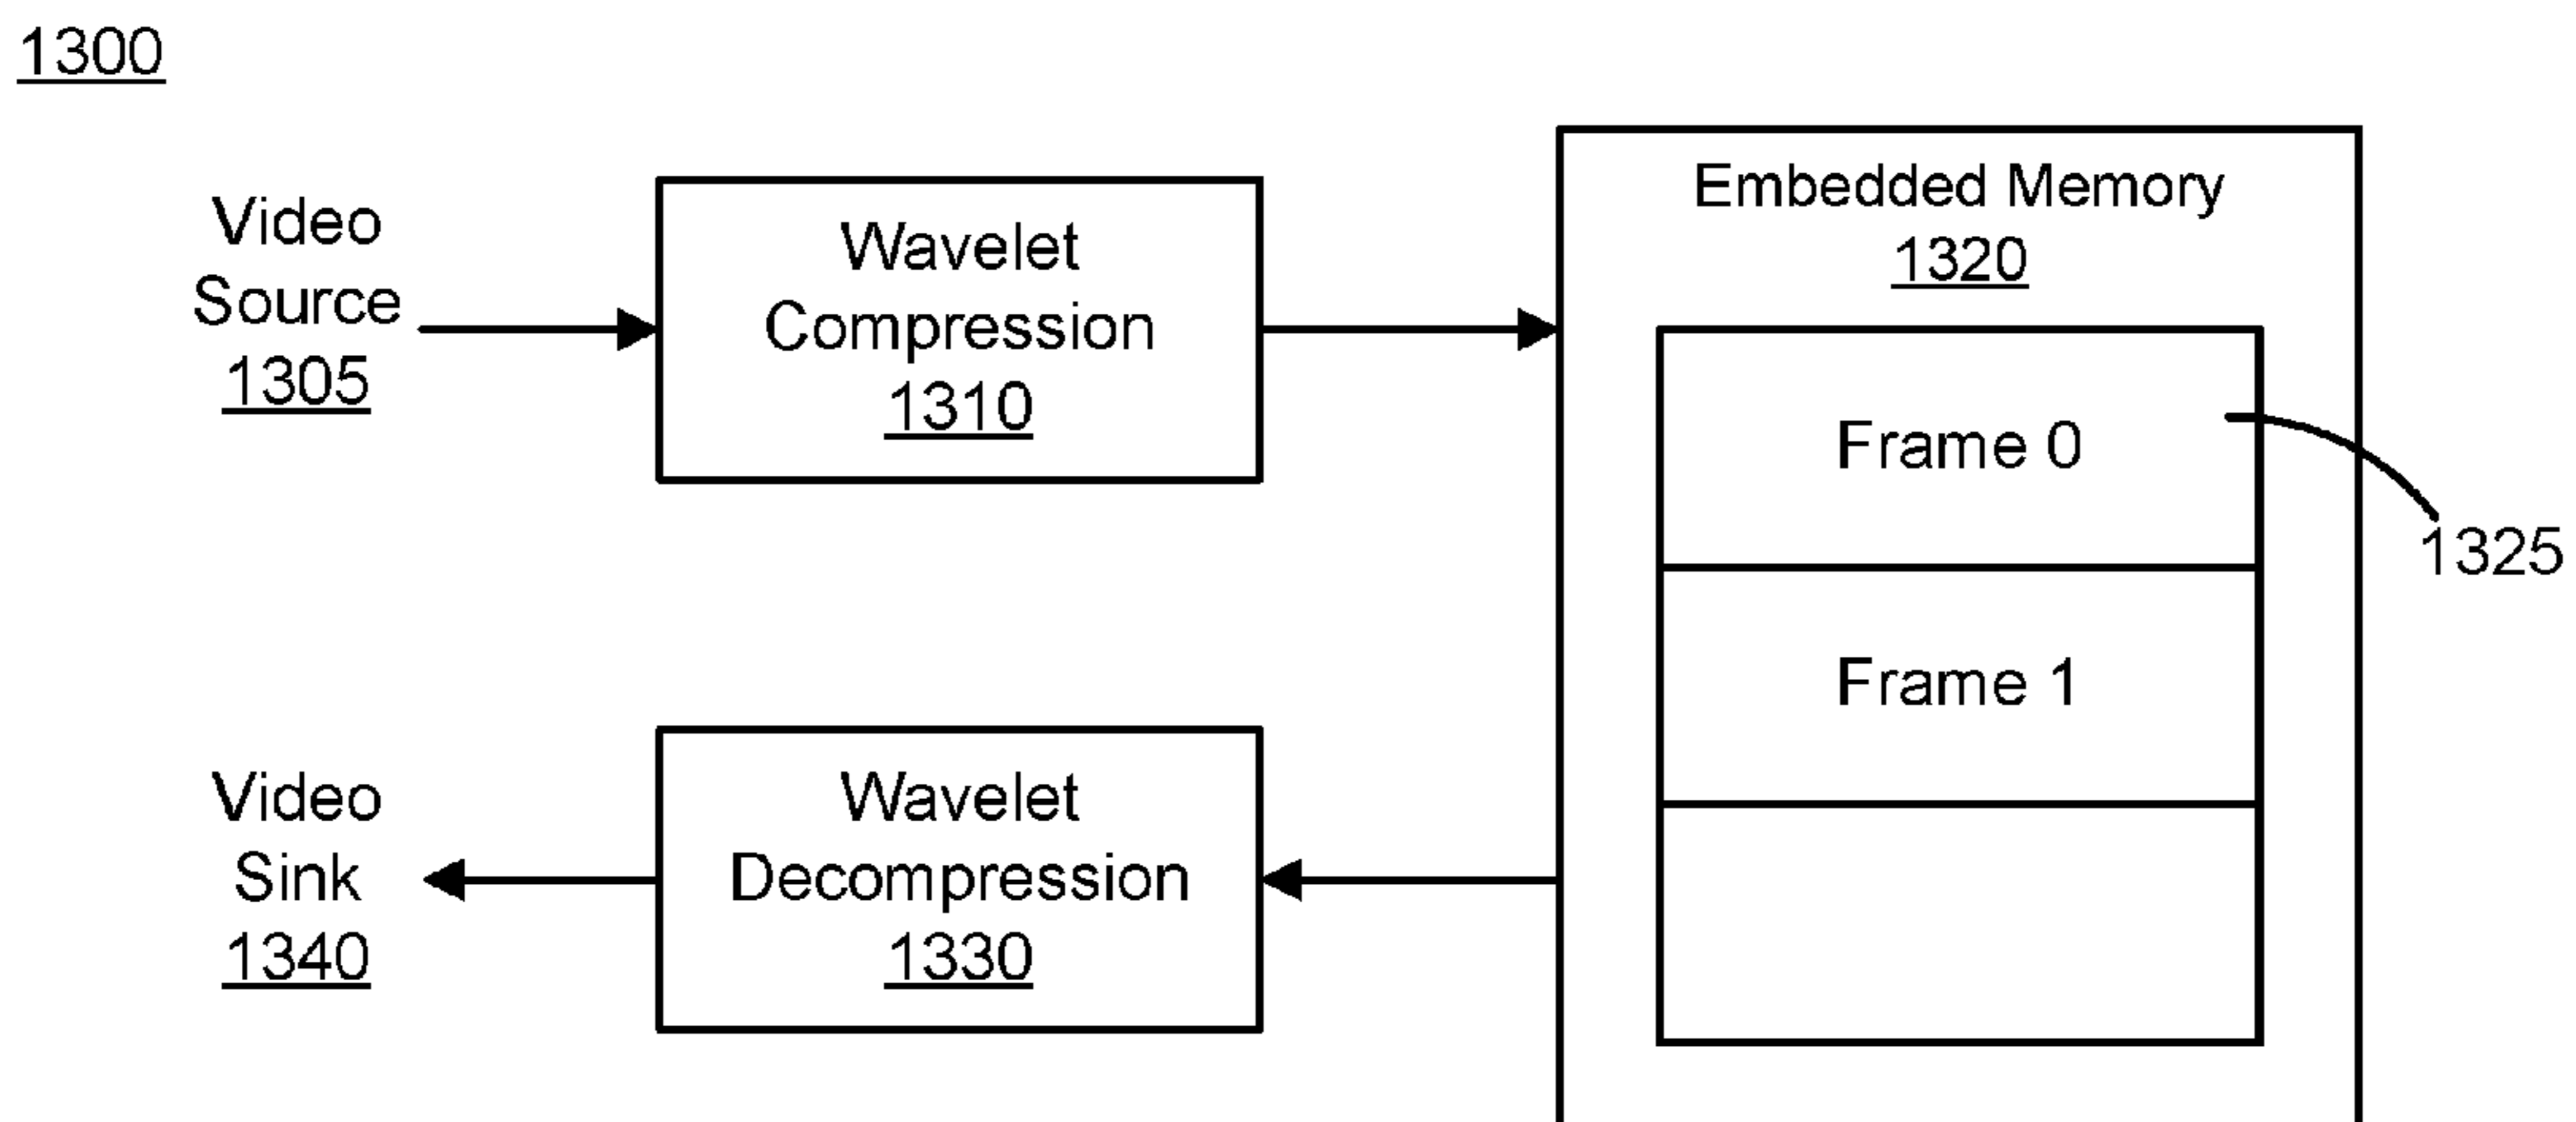 1300
Video
Source
1305
Wavelet
Compression
1310
Embedded Memory
1320
Frame 0
1325
Frame 1
Video
Sink
1340
Wavelet
Decompression
1330